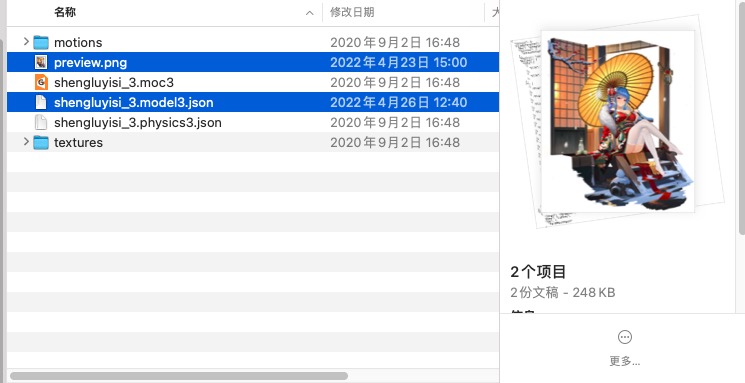 名称 修改日期 大
motions 2020年9月2日 16:48
preview.png 2022年4月23日 15:00
shengluyisi_3.moc3 2020年9月2日 16:48
shengluyisi_3.model3.json 2022年4月26日 12:40
shengluyisi_3.physics3.json 2020年9月2日 16:48
textures 2020年9月2日 16:48
2个项目
2份文稿 - 248 KB
信息
更多...